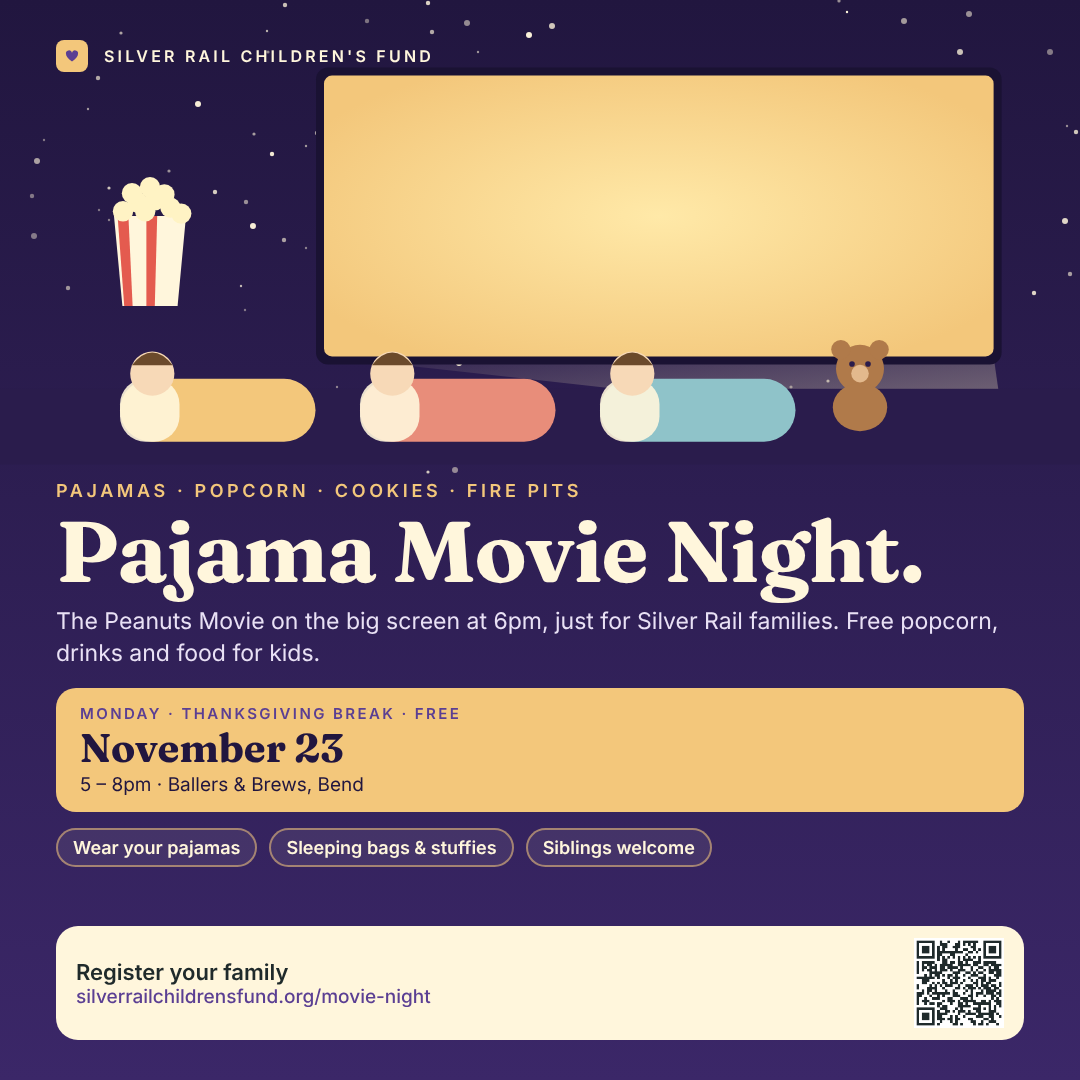 SILVER RAIL CHILDREN'S FUND
PAJAMAS · POPCORN · COOKIES · FIRE PITS
Pajama Movie Night.
The Peanuts Movie on the big screen at 6pm, just for Silver Rail families. Free popcorn,
drinks and food for kids.
MONDAY · THANKSGIVING BREAK · FREE
November 23
5 – 8pm · Ballers & Brews, Bend
Wear your pajamas
Sleeping bags & stuffies
Siblings welcome
Register your family
silverrailchildrensfund.org/movie-night